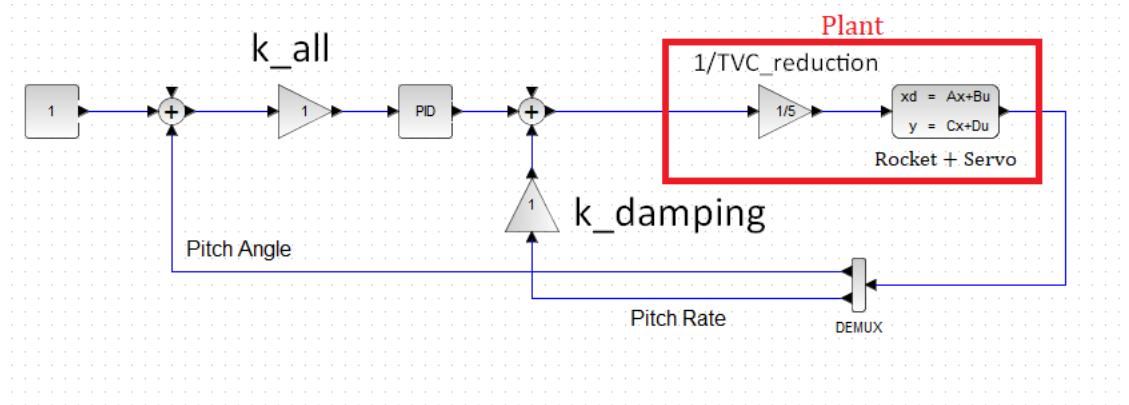 Plant
k_all
1/TVC_reduction
1
+
1
PID
+
1/5
xd = Ax+Bu
y = Cx+Du
Rocket + Servo
1
k_damping
Pitch Angle
Pitch Rate
DEMUX